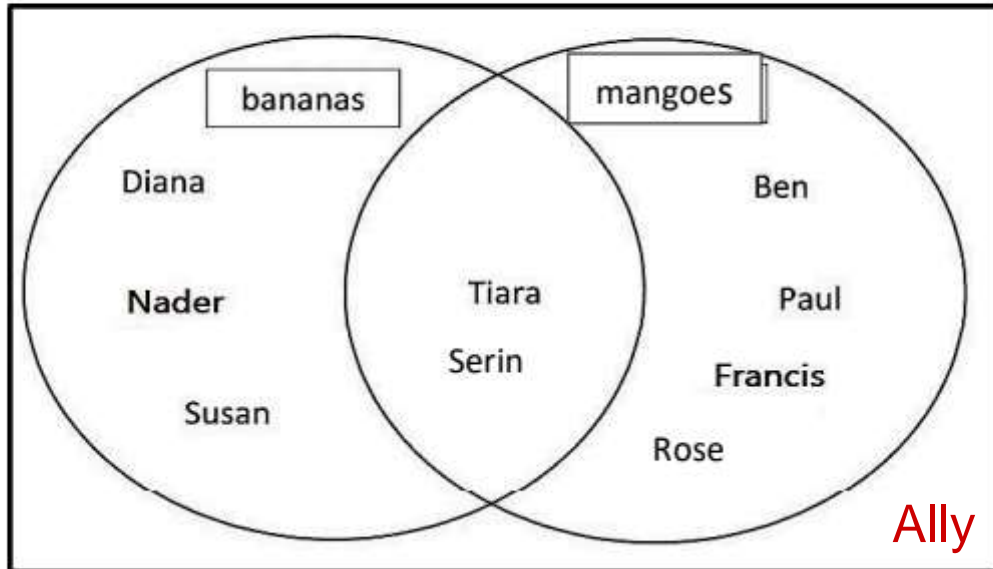 bananas
mangoes
Diana
Ben
Nader
Tiara
Paul
Serin
Francis
Susan
Rose
Ally